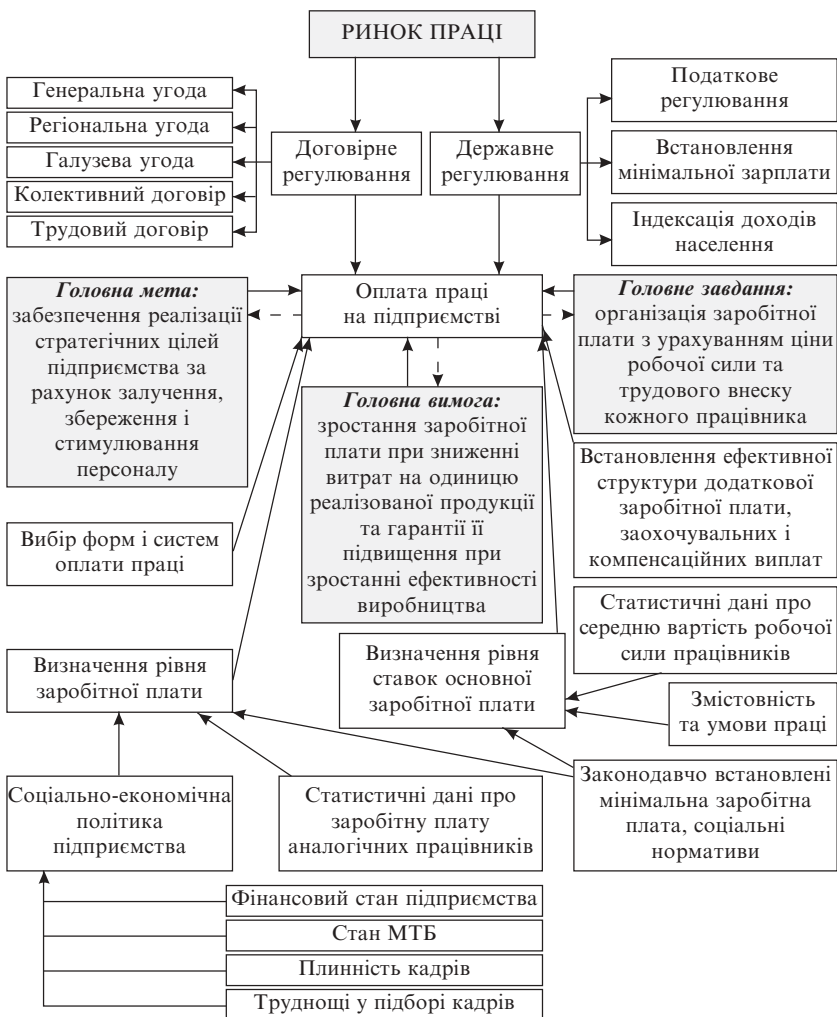 РИНОК ПРАЦІ
Генеральна угода
Регіональна угода
Галузева угода
Колективний договір
Трудовий договір
Договірне
регулювання
Державне
регулювання
Податкове
регулювання
Встановлення
мінімальної зарплати
Індексація доходів
населення
Головна мета:
забезпечення реалізації
стратегічних цілей
підприємства за
рахунок залучення,
збереження і
стимулювання
персоналу
Оплата праці
на підприємстві
Головне завдання:
організація заробітної
плати з урахуванням ціни
робочої сили та
трудового внеску
кожного працівника
Головна вимога:
зростання заробітної
плати при зниженні
витрат на одиницю
реалізованої продукції
та гарантії її
підвищення при
зростанні ефективності
виробництва
Вибір форм і систем
оплати праці
Встановлення ефективної
структури додаткової
заробітної плати,
заохочувальних і
компенсаційних виплат
Визначення рівня
заробітної плати
Визначення рівня
ставок основної
заробітної плати
Статистичні дані про
середню вартість робочої
сили працівників
Змістовність
та умови праці
Соціально-економічна
політика
підприємства
Статистичні дані про
заробітну плату
аналогічних працівників
Законодавчо встановлені
мінімальна заробітна
плата, соціальні
нормативи
Фінансовий стан підприємства
Стан МТБ
Плинність кадрів
Труднощі у підборі кадрів